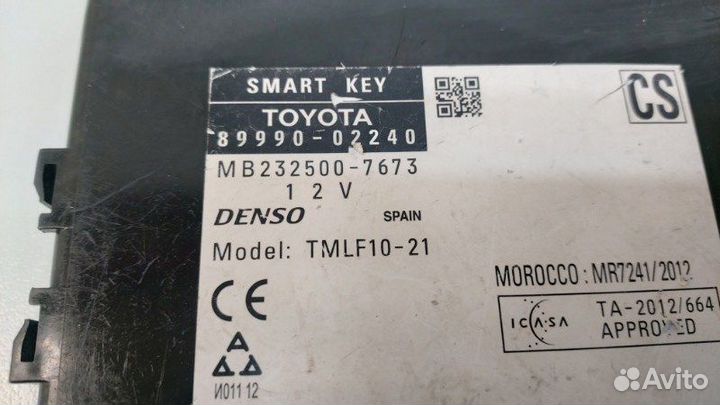 SMART KEY
TOYOTA
89990-02240
MB232500-7673
12V
DENSO SPAIN
Model: TMLF10-21
CS
MOROCCO : MR7241/2012
ICASA TA-2012/664
APPROVED
CE
И011 12
Avito